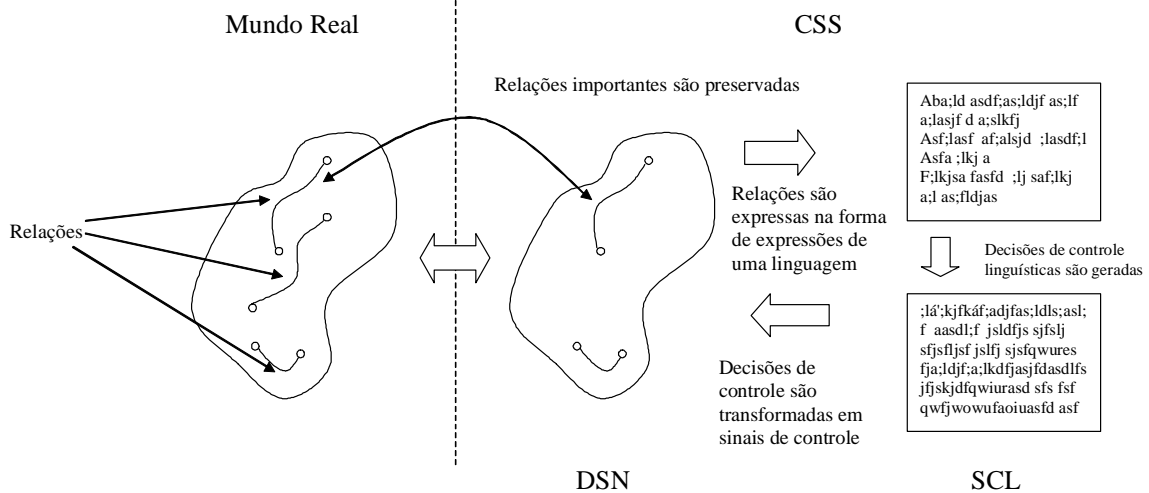 Mundo Real
CSS
Relações importantes são preservadas
Relações
Relações são
expressas na forma
de expressões de
uma linguagem
Decisões de
controle são
transformadas em
sinais de controle
Aba;ld asdf;as;ldjf as;lf
a;lasjf d a;slkfj
Asf;lasf af;alsjd ;lasdf;l
Asfa ;lkj a
F;lkjsa fasfd ;lj saf;lkj
a;l as;fldjas
Decisões de controle
linguísticas são geradas
;lá';kjfkáf;adjfas;ldls;asl;
f aasdl;f jsldfjs sjfslj
sfjsfljsf jslfj sjsfqwures
fja;ldjf;a;lkdfjasjfdasdlfs
jfjskjdfqwiurasd sfs fsf
qwfjwowufaoiuasfd asf
DSN
SCL